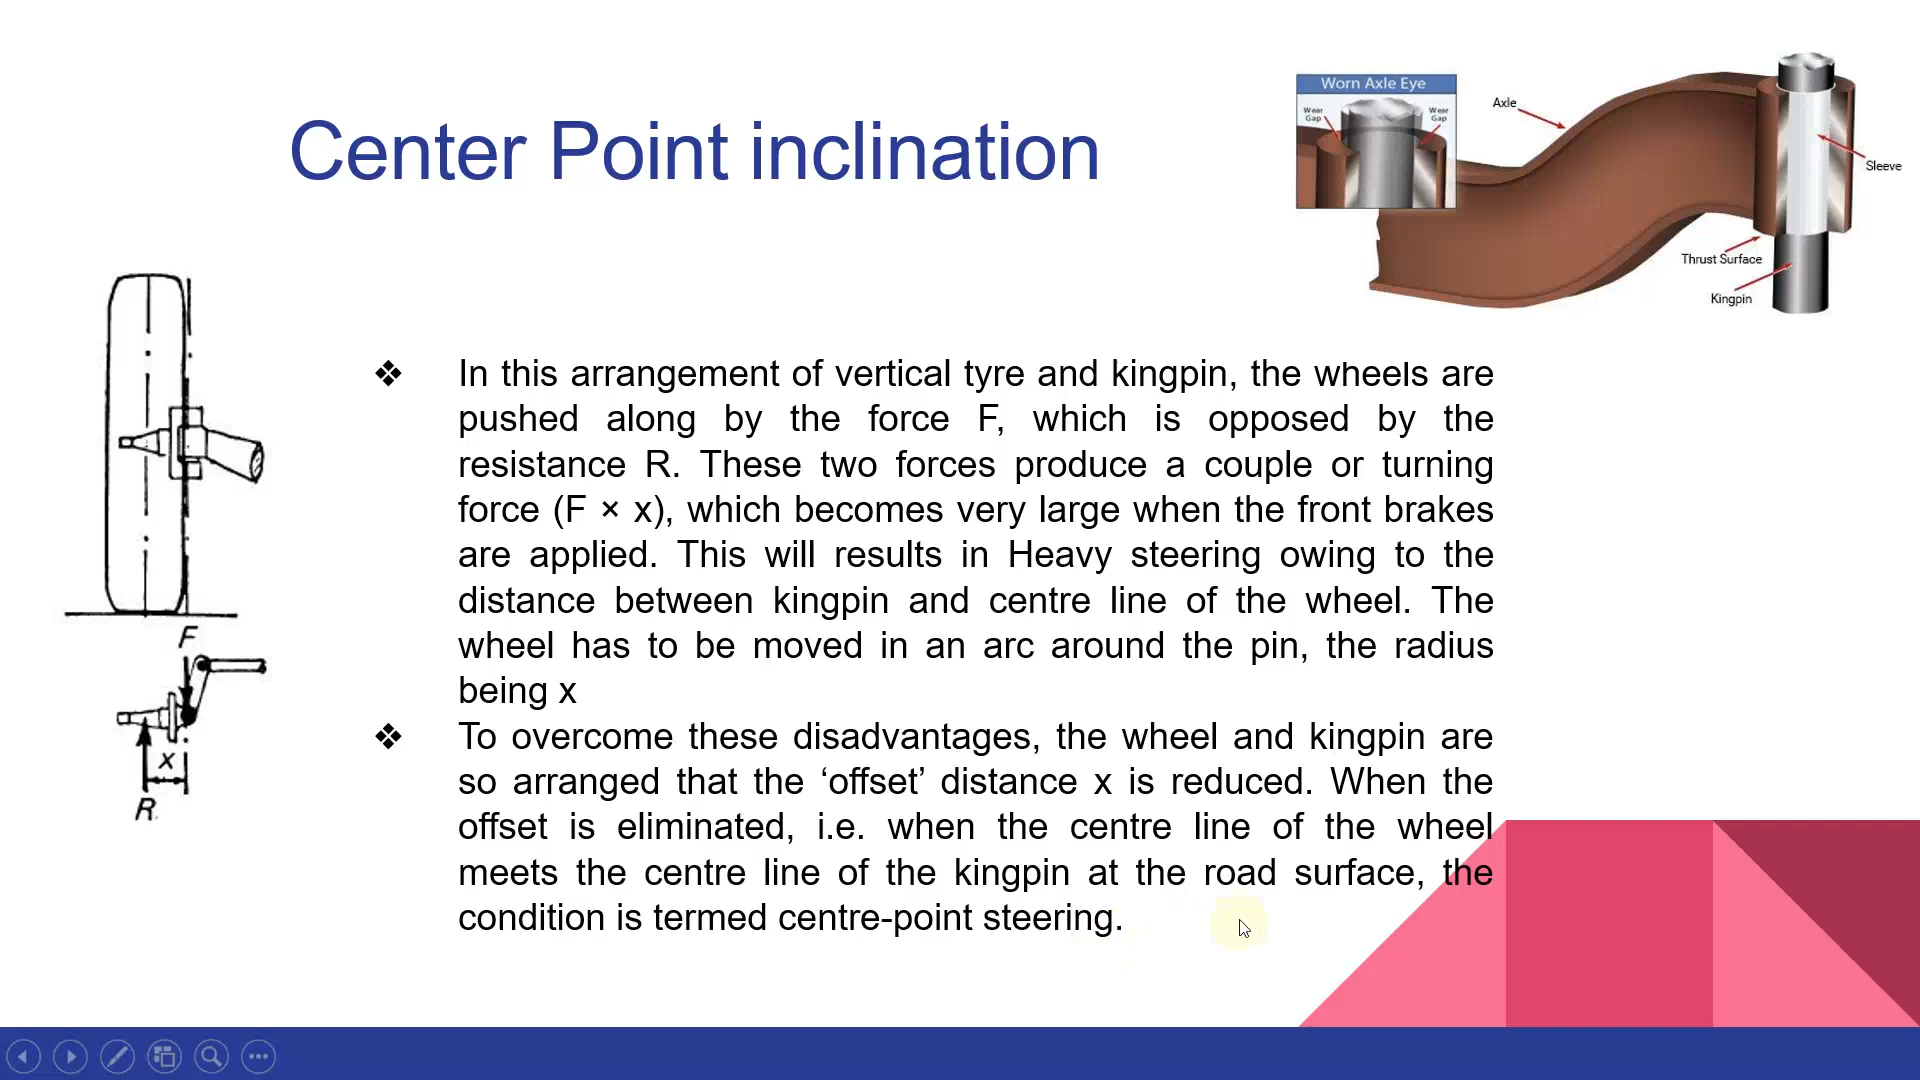 Center Point inclination
Worn Axle Eye
Wear
Gap
Wear
Gap
Axle
Sleeve
Thrust Surface
Kingpin
F
x
R
❖ In this arrangement of vertical tyre and kingpin, the wheels are
pushed along by the force F, which is opposed by the
resistance R. These two forces produce a couple or turning
force (F × x), which becomes very large when the front brakes
are applied. This will results in Heavy steering owing to the
distance between kingpin and centre line of the wheel. The
wheel has to be moved in an arc around the pin, the radius
being x
❖ To overcome these disadvantages, the wheel and kingpin are
so arranged that the ‘offset’ distance x is reduced. When the
offset is eliminated, i.e. when the centre line of the wheel
meets the centre line of the kingpin at the road surface, the
condition is termed centre-point steering.